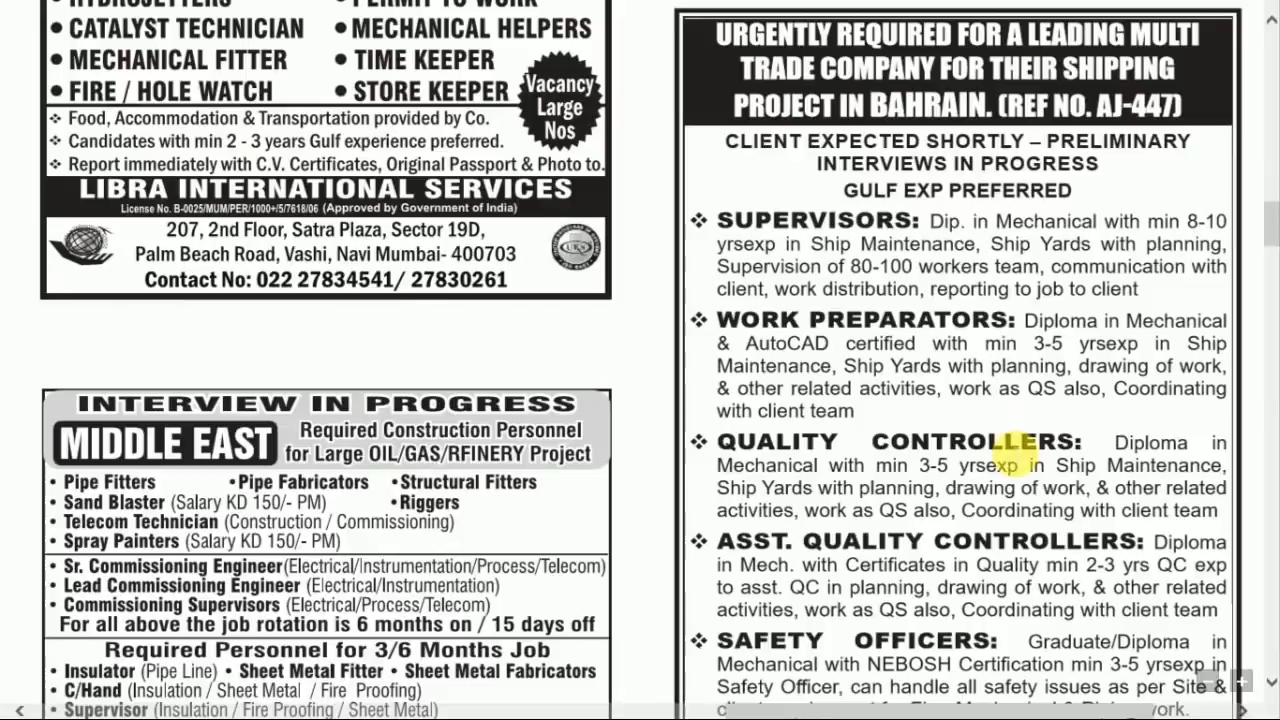 CATALYST TECHNICIAN
MECHANICAL FITTER
FIRE / HOLE WATCH
PERMIT TO WORK
MECHANICAL HELPERS
TIME KEEPER
STORE KEEPER
Vacancy
Large
Nos
Food, Accommodation & Transportation provided by Co.
Candidates with min 2 - 3 years Gulf experience preferred.
Report immediately with C.V. Certificates, Original Passport & Photo to.
LIBRA INTERNATIONAL SERVICES
License No. B-0025/MUM/PER/1000+/5/7618/06 (Approved by Government of India)
207, 2nd Floor, Satra Plaza, Sector 19D,
Palm Beach Road, Vashi, Navi Mumbai- 400703
Contact No: 022 27834541/ 27830261
INTERVIEW IN PROGRESS
MIDDLE EAST
Required Construction Personnel
for Large OIL/GAS/RFINERY Project
• Pipe Fitters •Pipe Fabricators •Structural Fitters
• Sand Blaster (Salary KD 150/- PM) •Riggers
• Telecom Technician (Construction / Commissioning)
• Spray Painters (Salary KD 150/- PM)
• Sr. Commissioning Engineer(Electrical/Instrumentation/Process/Telecom)
• Lead Commissioning Engineer (Electrical/Instrumentation)
• Commissioning Supervisors (Electrical/Process/Telecom)
For all above the job rotation is 6 months on / 15 days off
Required Personnel for 3/6 Months Job
• Insulator (Pipe Line) • Sheet Metal Fitter • Sheet Metal Fabricators
• C/Hand (Insulation / Sheet Metal / Fire Proofing)
• Supervisor (Insulation / Fire Proofing / Sheet Metal)
URGENTLY REQUIRED FOR A LEADING MULTI
TRADE COMPANY FOR THEIR SHIPPING
PROJECT IN BAHRAIN. (REF NO. AJ-447)
CLIENT EXPECTED SHORTLY – PRELIMINARY
INTERVIEWS IN PROGRESS
GULF EXP PREFERRED
SUPERVISORS: Dip. in Mechanical with min 8-10
yrsexp in Ship Maintenance, Ship Yards with planning,
Supervision of 80-100 workers team, communication with
client, work distribution, reporting to job to client
WORK PREPARATORS: Diploma in Mechanical
& AutoCAD certified with min 3-5 yrsexp in Ship
Maintenance, Ship Yards with planning, drawing of work,
& other related activities, work as QS also, Coordinating
with client team
QUALITY CONTROLLERS: Diploma in
Mechanical with min 3-5 yrsexp in Ship Maintenance,
Ship Yards with planning, drawing of work, & other related
activities, work as QS also, Coordinating with client team
ASST. QUALITY CONTROLLERS: Diploma
in Mech. with Certificates in Quality min 2-3 yrs QC exp
to asst. QC in planning, drawing of work, & other related
activities, work as QS also, Coordinating with client team
SAFETY OFFICERS: Graduate/Diploma in
Mechanical with NEBOSH Certification min 3-5 yrsexp in
Safety Officer, can handle all safety issues as per Site &
work.